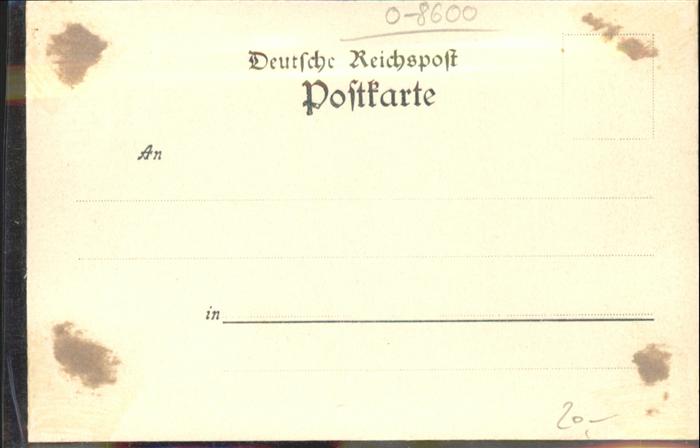 0-8600
Deutsche Reichspost
Postkarte
An
in
20,-